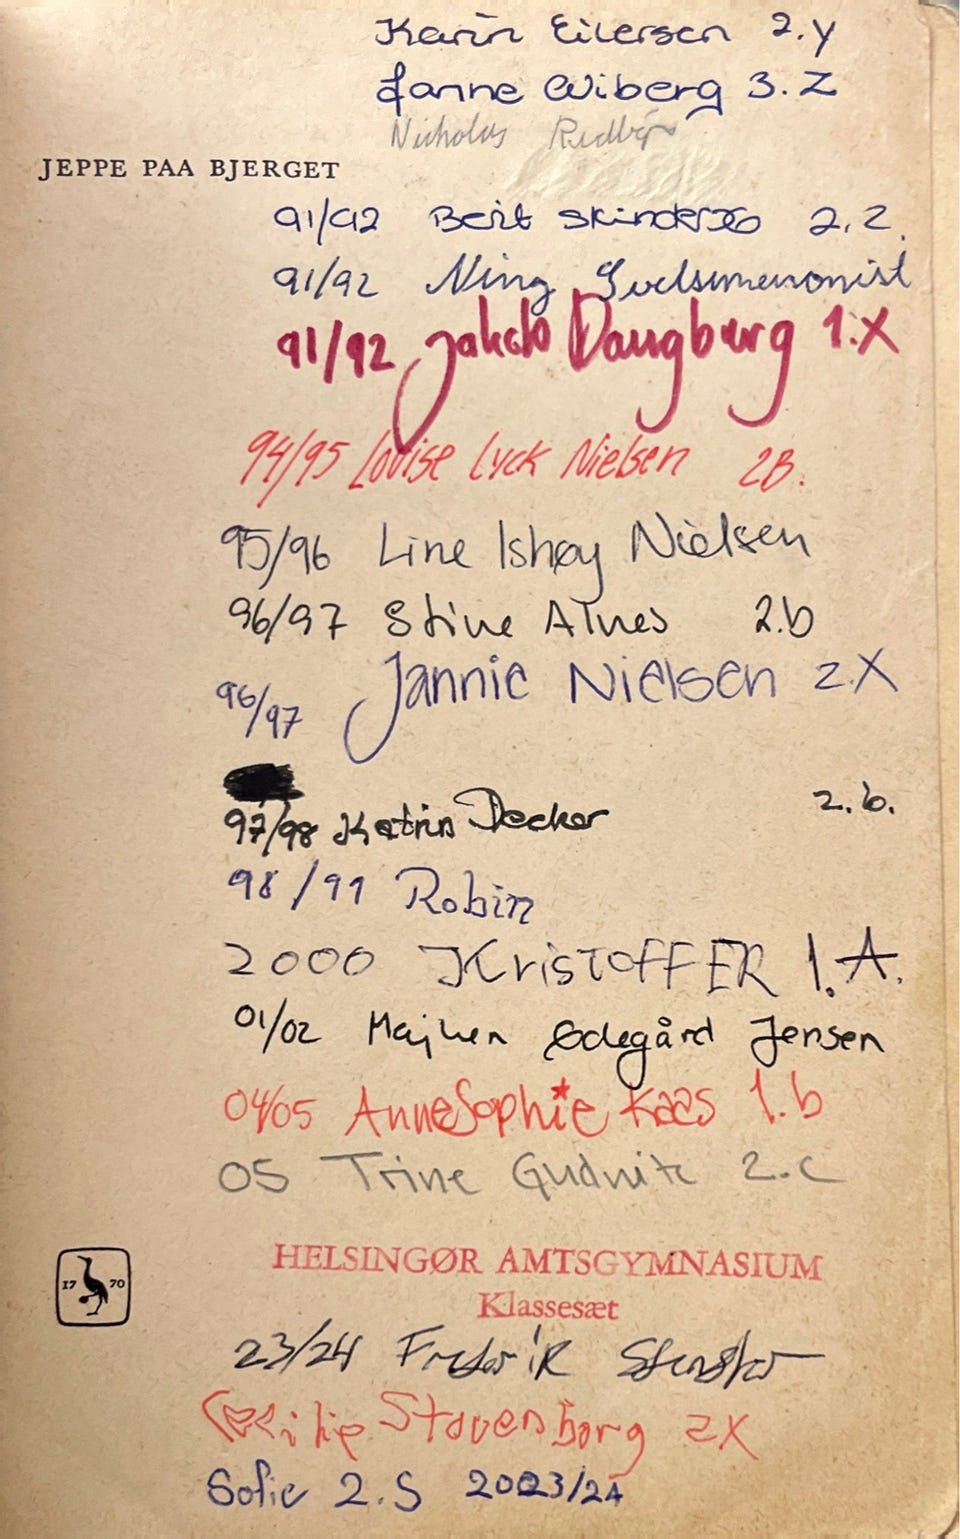 Karin Eilersen 2.y
Janne Wiberg 3.Z
Nicholas
JEPPE PAA BJERGET
91/92 Berit Skindersø 2.Z.
91/92 Ning
91/92 Jakob Daugberg 1.X
94/95 Louise Lyck Nielsen 2B.
95/96 Line Ishøy Nielsen
96/97 Stine Alnes 2.b
96/97 Jannie Nielsen 2.X
97/98 Katrin Decker 2.b.
98/99 Robin
2000 KRISTOFFER 1.A.
01/02 Majken Ødegård Jensen
04/05 AnneSophie Kaas 1.b
05 Trine Gudnitz 2.c
HELSINGØR AMTSGYMNASIUM
Klassesæt
17 70
23/24 Frederik
Cecilie Stovenborg 2X
Sofie 2.S 2023/24